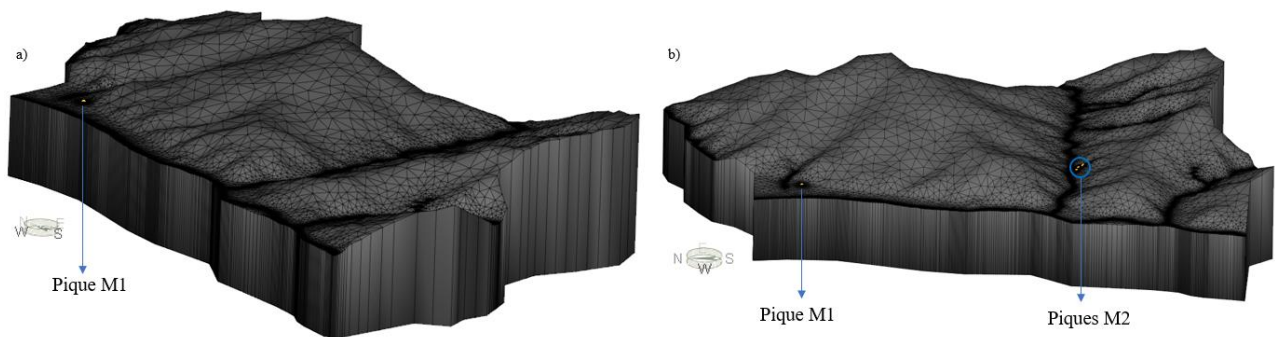 a)
N E
W S
Pique M1
b)
E
N S
W
Pique M1
Piques M2